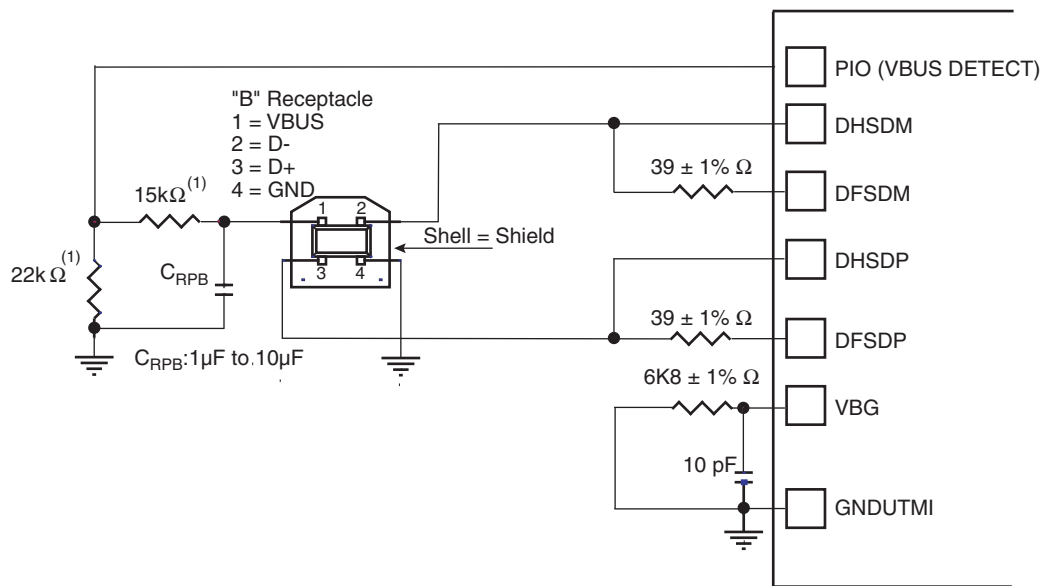 PIO (VBUS DETECT)
"B" Receptacle
1 = VBUS
2 = D-
3 = D+
4 = GND
DHSDM
39 ± 1% Ω
DFSDM
15kΩ(1)
1 2
Shell = Shield
DHSDP
22k Ω(1)
CRPB
3 4
39 ± 1% Ω
DFSDP
CRPB:1µF to 10µF
6K8 ± 1% Ω
VBG
10 pF
GNDUTMI